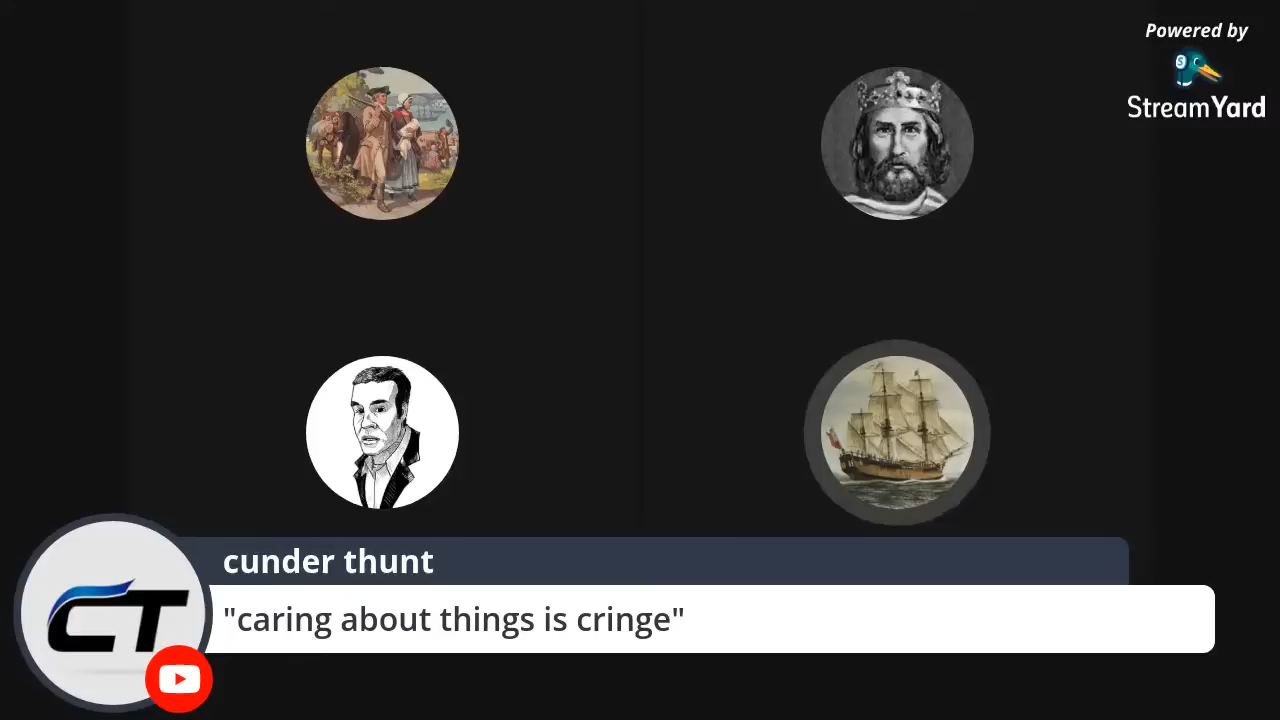 Powered by
StreamYard
cunder thunt
CT
"caring about things is cringe"